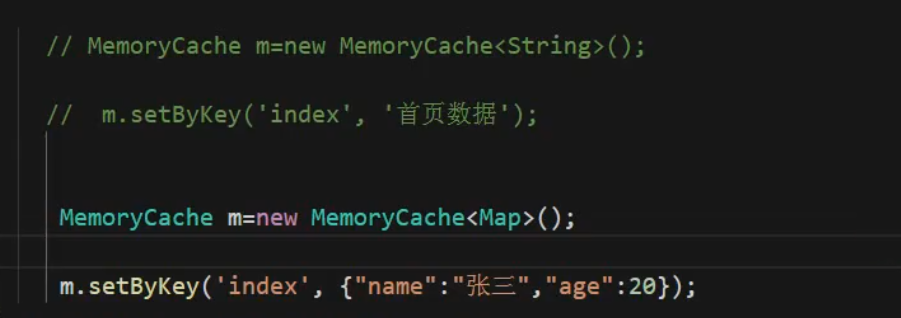 // MemoryCache m=new MemoryCache<String>();
//  m.setByKey('index', '首页数据');
MemoryCache m=new MemoryCache<Map>();
m.setByKey('index', {"name":"张三","age":20});